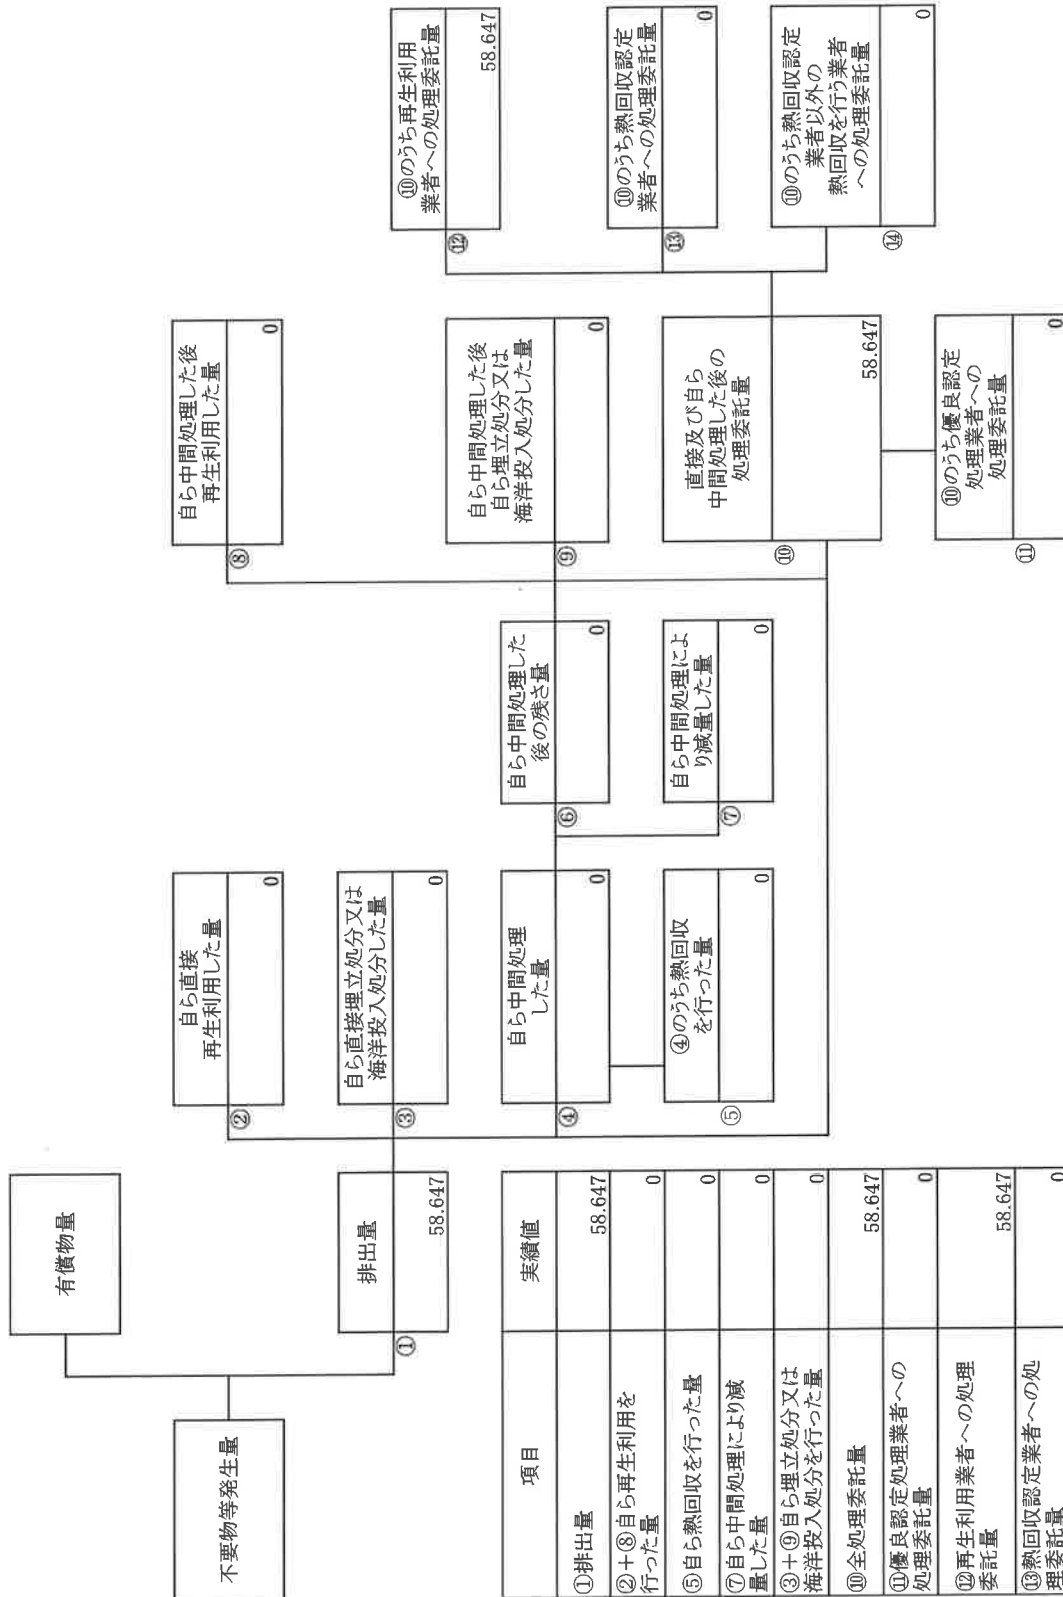 不要物等発生量
有償物量
排出量
①
58.647
自ら直接
再生利用した量
②
0
自ら直接埋立処分又は
海洋投入処分した量
③
0
自ら中間処理
した量
④
0
④のうち熱回収
を行った量
⑤
0
自ら中間処理した
後の残さ量
⑥
0
自ら中間処理によ
り減量した量
⑦
0
自ら中間処理した後
再生利用した量
⑧
0
自ら中間処理した後
自ら埋立処分又は
海洋投入処分した量
⑨
0
直接及び自ら
中間処理した後の
処理委託量
⑩
58.647
⑩のうち優良認定
処理業者への
処理委託量
⑪
0
⑩のうち再生利用
業者への処理委託量
⑫
58.647
⑩のうち熱回収認定
業者への処理委託量
⑬
0
⑩のうち熱回収認定
業者以外の
熱回収を行う業者
への処理委託量
⑭
0
項目 実績値
①排出量 58.647
②+⑧自ら再生利用を
行った量 0
⑤自ら熱回収を行った量 0
⑦自ら中間処理により減
量した量 0
③+⑨自ら埋立処分又は
海洋投入処分を行った量 0
⑩全処理委託量 58.647
⑪優良認定処理業者への
処理委託量 0
⑫再生利用業者への処理
委託量 58.647
⑬熱回収認定業者への処
理委託量 0